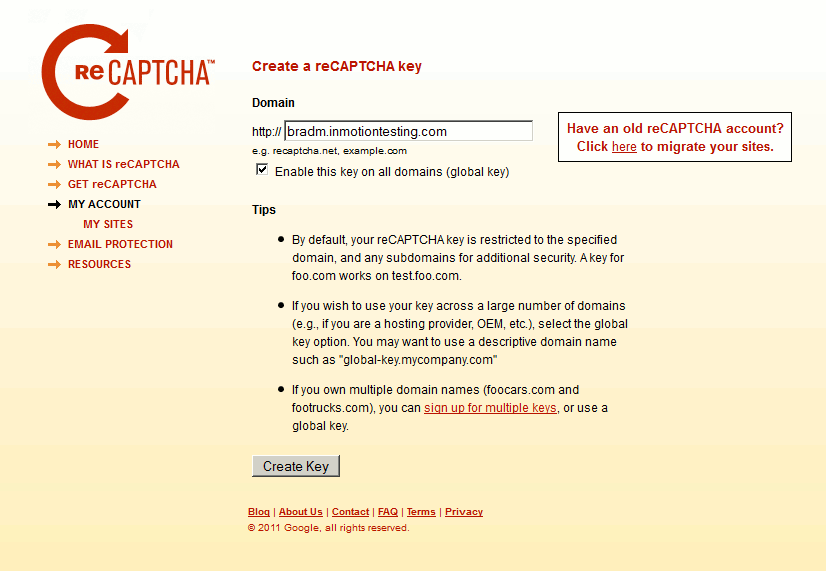 ReCAPTCHA™
HOME
WHAT IS reCAPTCHA
GET reCAPTCHA
MY ACCOUNT
MY SITES
EMAIL PROTECTION
RESOURCES
Create a reCAPTCHA key
Domain
http:// bradm.inmotiontesting.com
e.g. recaptcha.net, example.com
Enable this key on all domains (global key)
Have an old reCAPTCHA account?
Click here to migrate your sites.
Tips
By default, your reCAPTCHA key is restricted to the specified
domain, and any subdomains for additional security. A key for
foo.com works on test.foo.com.
If you wish to use your key across a large number of domains
(e.g., if you are a hosting provider, OEM, etc.), select the global
key option. You may want to use a descriptive domain name
such as "global-key.mycompany.com"
If you own multiple domain names (foocars.com and
footrucks.com), you can sign up for multiple keys, or use a
global key.
Create Key
Blog | About Us | Contact | FAQ | Terms | Privacy
© 2011 Google, all rights reserved.